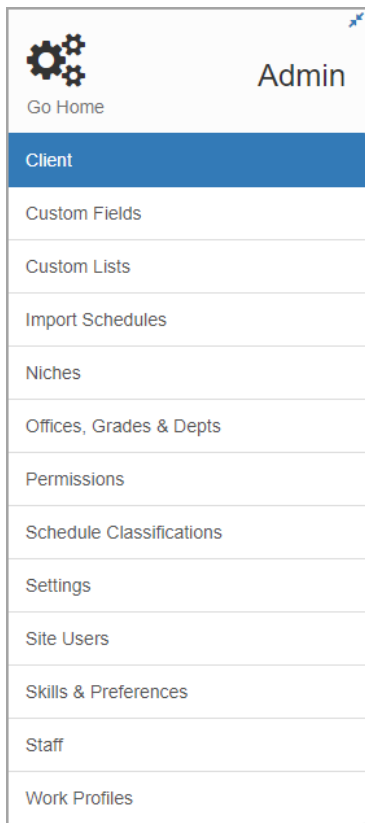 Admin
Go Home
Client
Custom Fields
Custom Lists
Import Schedules
Niches
Offices, Grades & Depts
Permissions
Schedule Classifications
Settings
Site Users
Skills & Preferences
Staff
Work Profiles